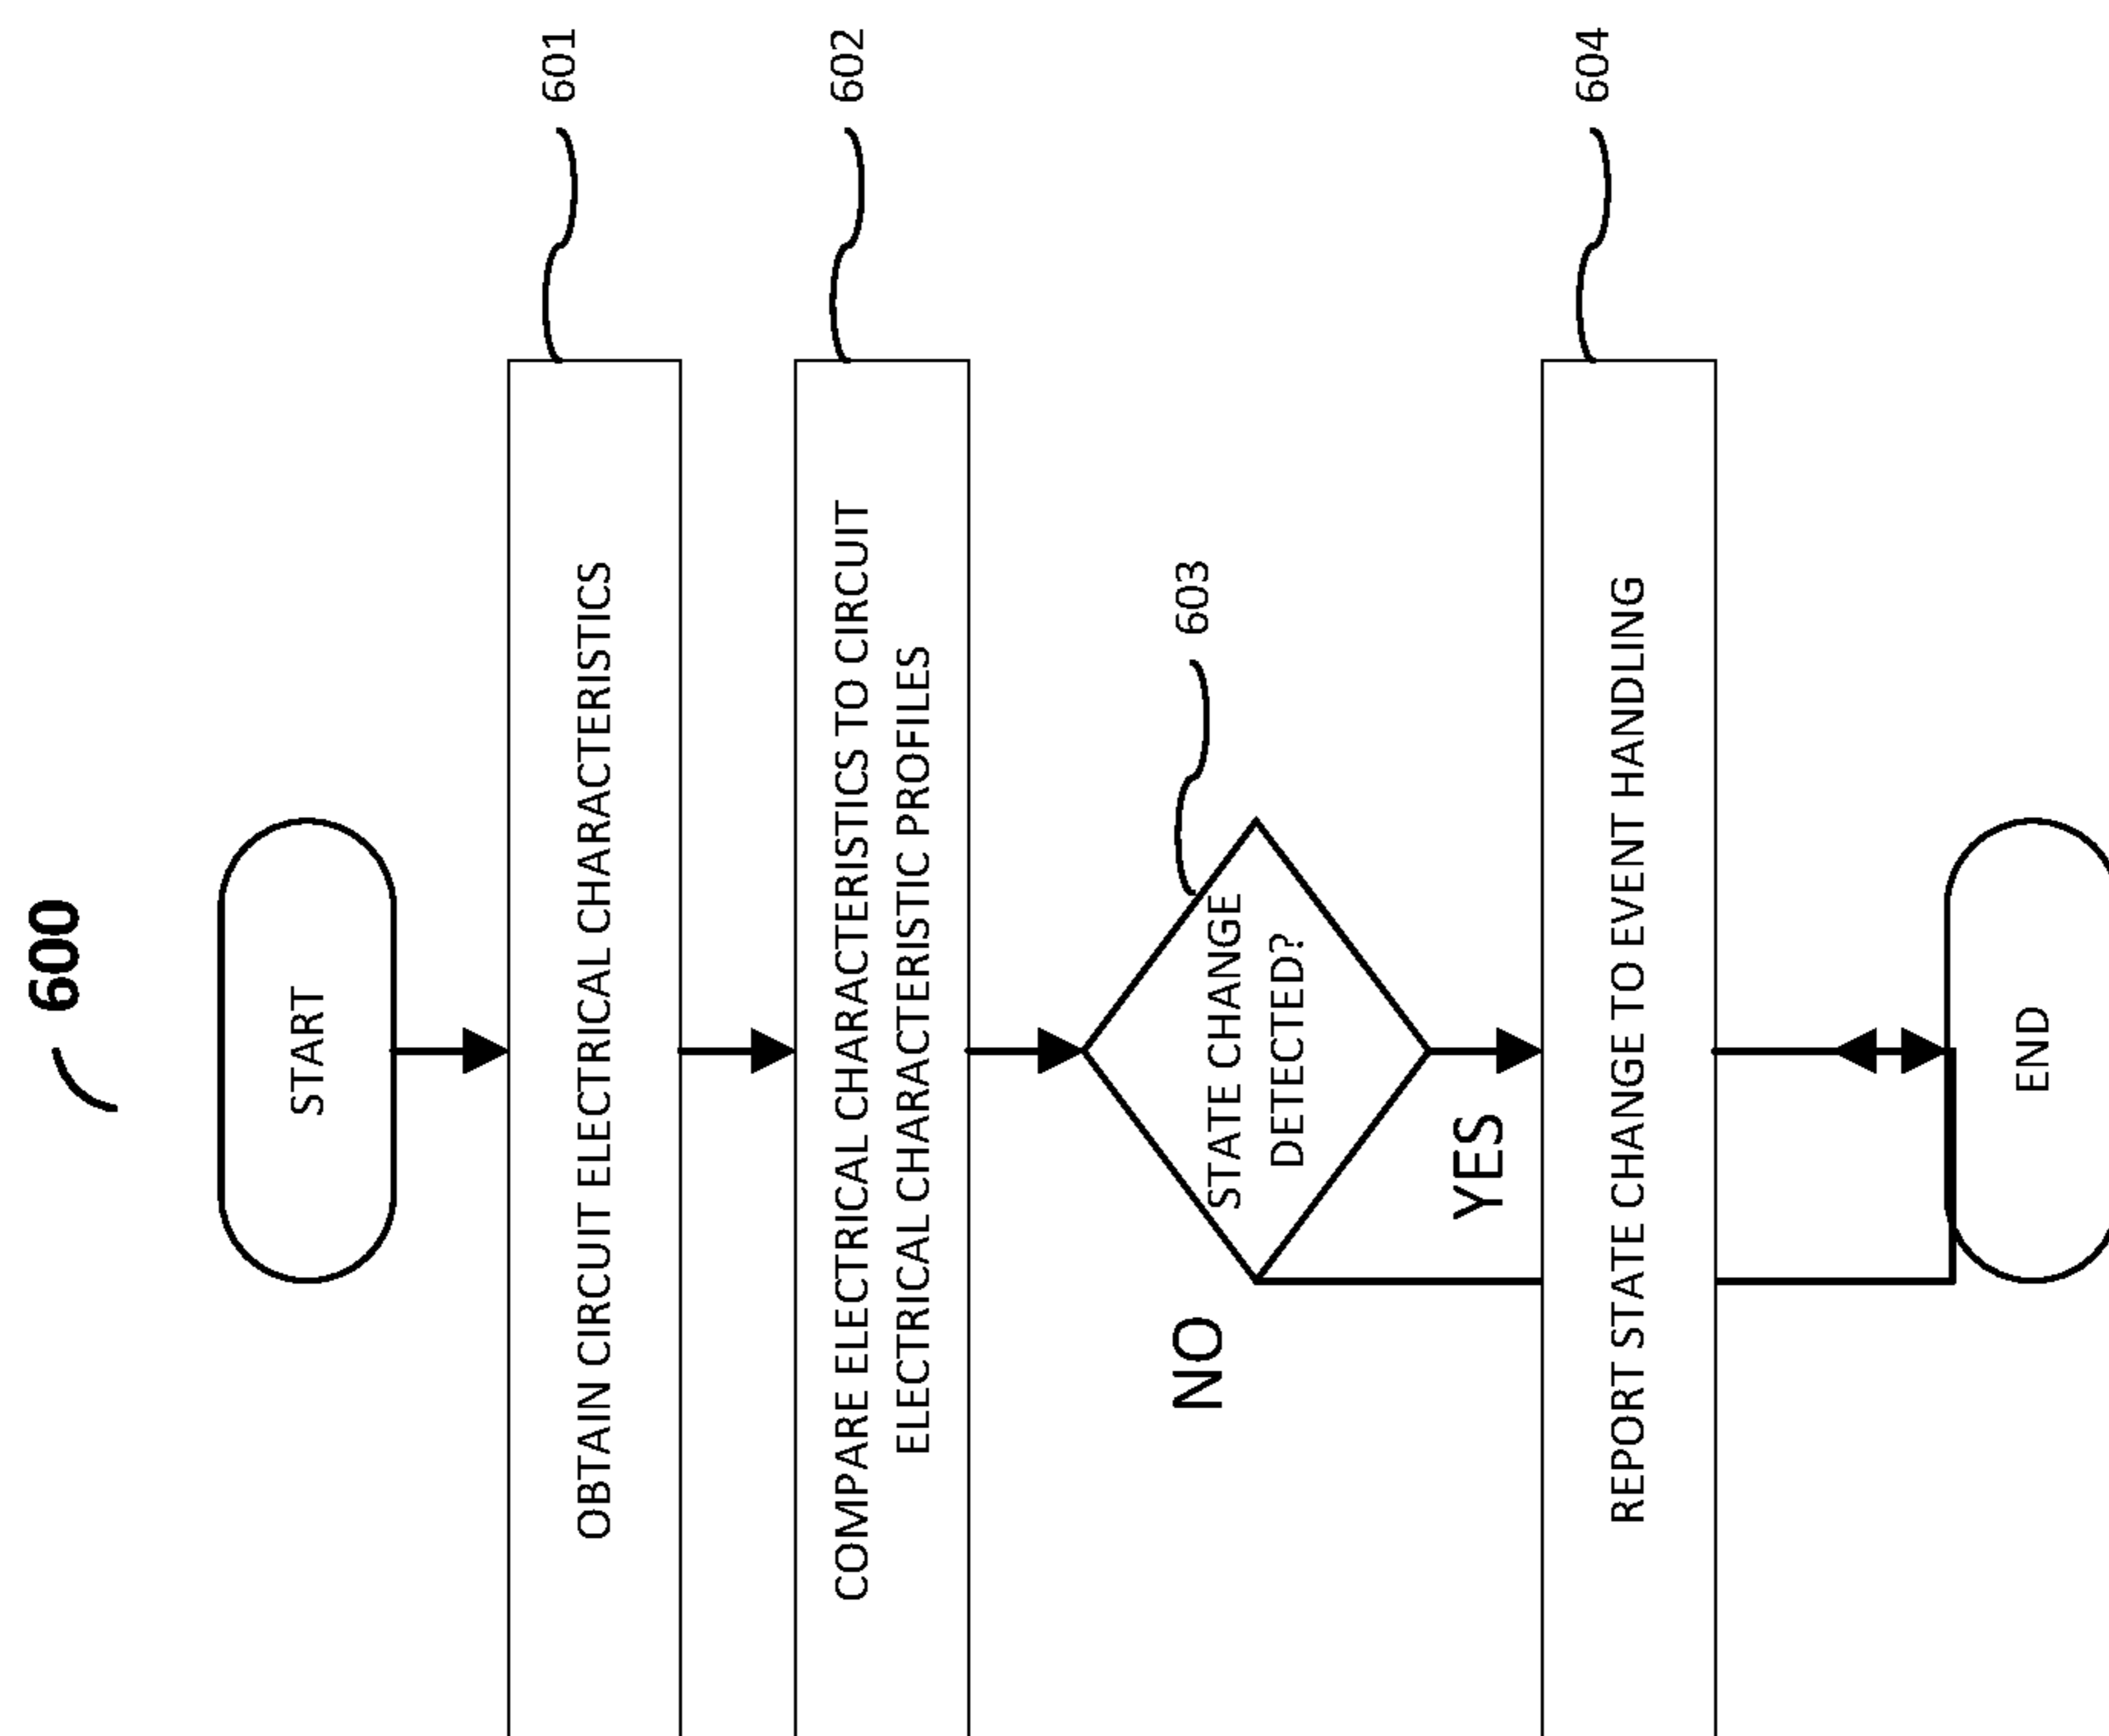 600
START
OBTAIN CIRCUIT ELECTRICAL CHARACTERISTICS
601
COMPARE ELECTRICAL CHARACTERISTICS TO CIRCUIT
ELECTRICAL CHARACTERISTIC PROFILES
602
STATE CHANGE
DETECTED?
603
NO
YES
REPORT STATE CHANGE TO EVENT HANDLING
604
END